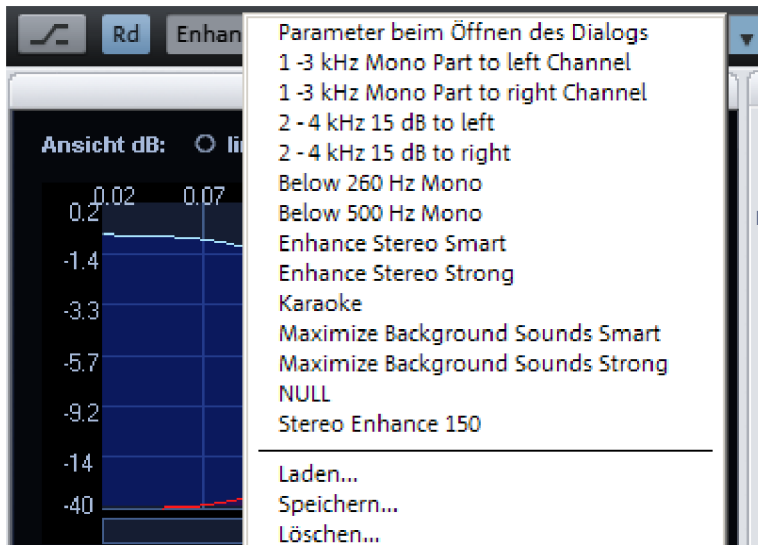 Rd
Enhan
Parameter beim Öffnen des Dialogs
1 -3 kHz Mono Part to left Channel
1 -3 kHz Mono Part to right Channel
2 - 4 kHz 15 dB to left
2 - 4 kHz 15 dB to right
Below 260 Hz Mono
Below 500 Hz Mono
Enhance Stereo Smart
Enhance Stereo Strong
Karaoke
Maximize Background Sounds Smart
Maximize Background Sounds Strong
NULL
Stereo Enhance 150
Laden...
Speichern...
Löschen...
Ansicht dB: li
0.02 0.07
0.2
-1.4
-3.3
-5.7
-9.2
-14
-40